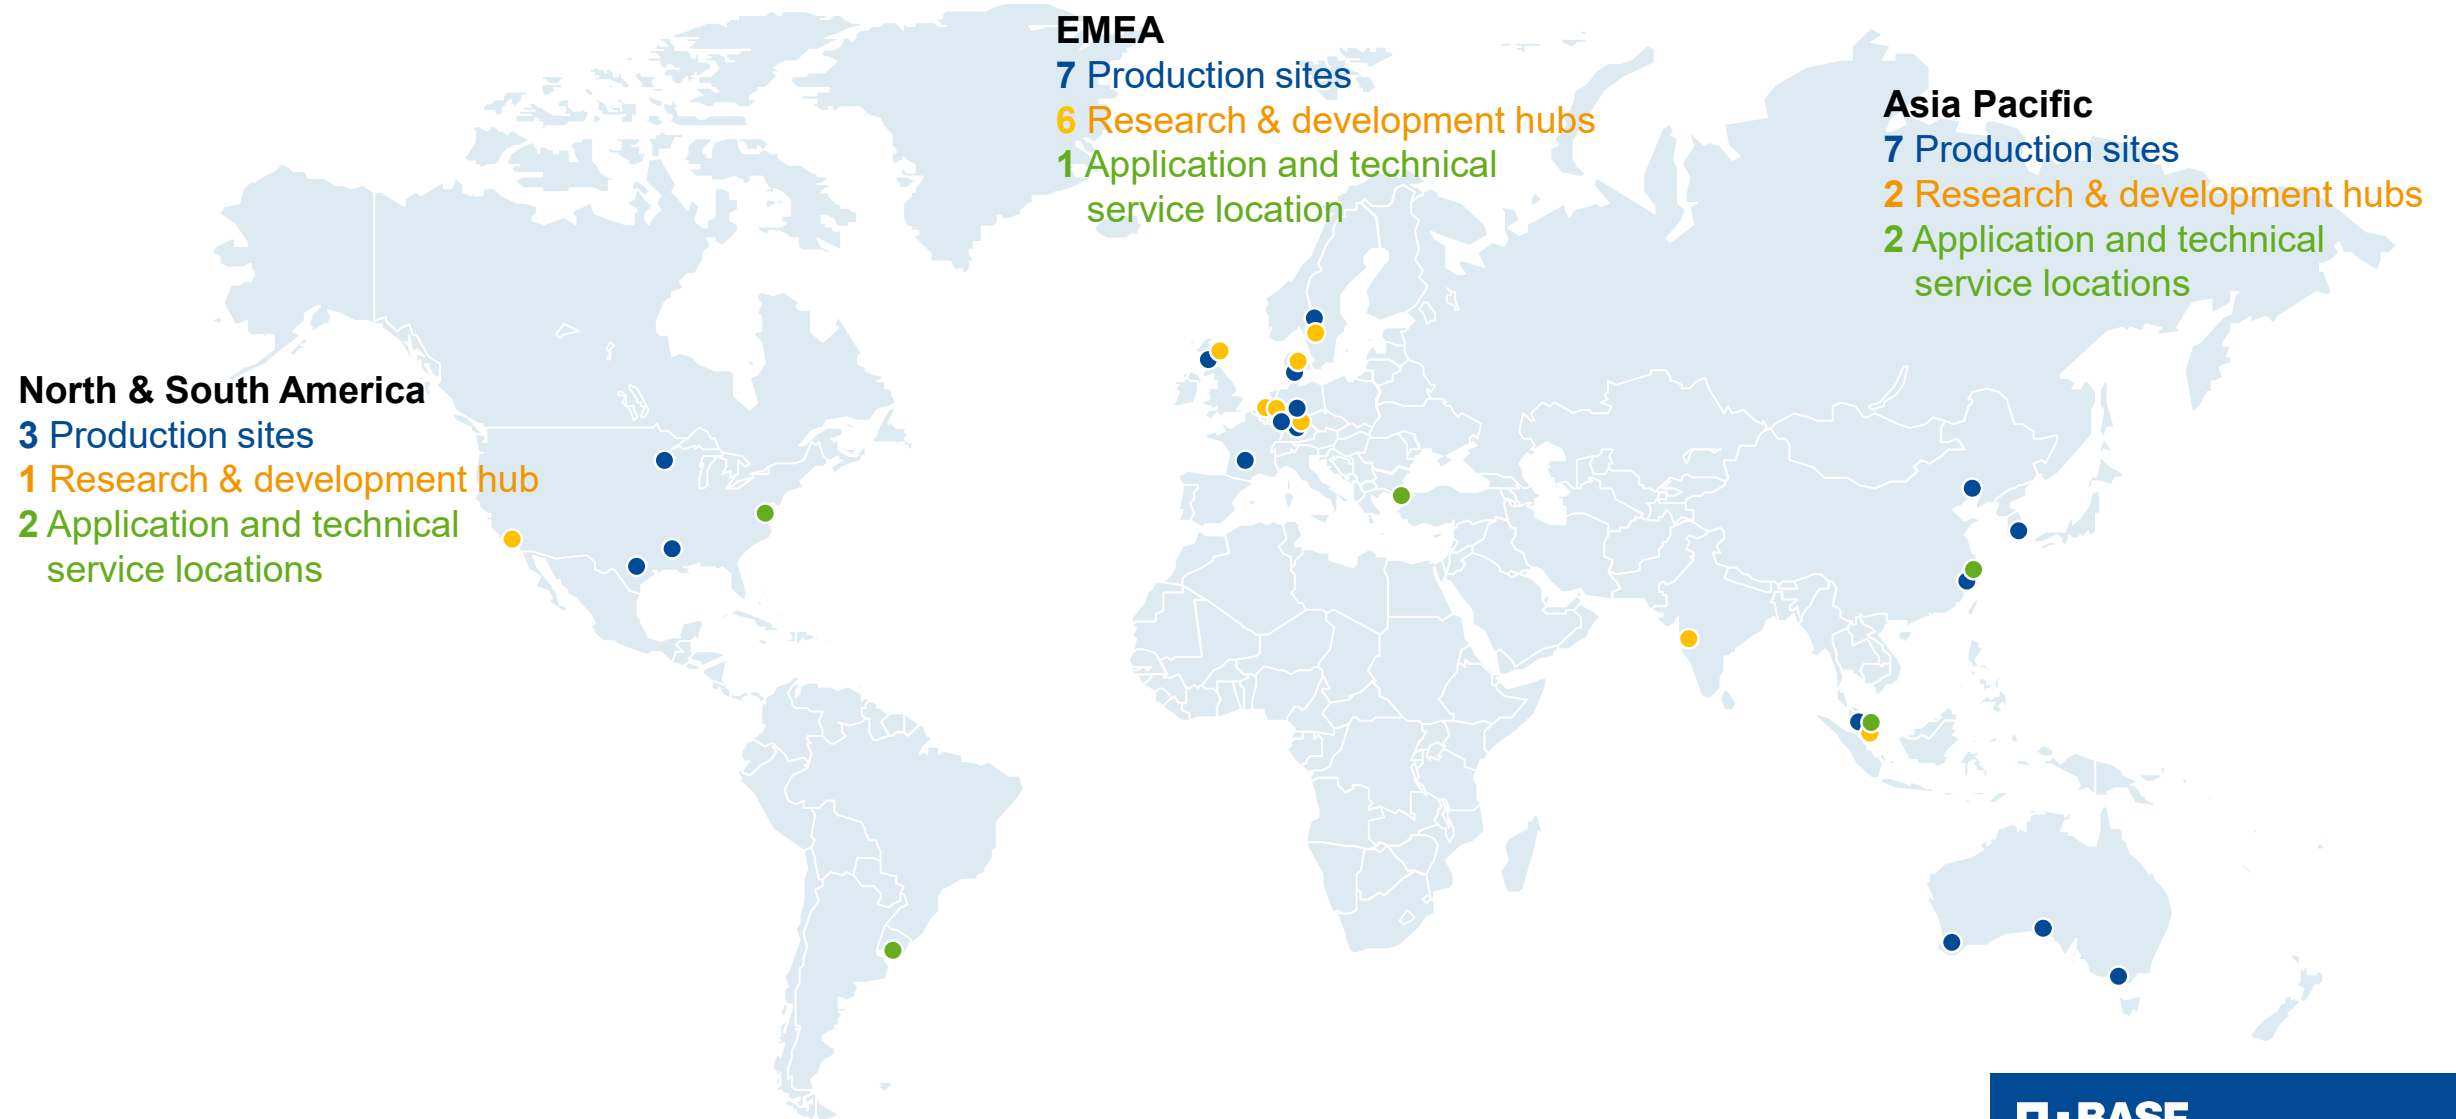 EMEA
7 Production sites
6 Research & development hubs
1 Application and technical
service location
Asia Pacific
7 Production sites
2 Research & development hubs
2 Application and technical
service locations
North & South America
3 Production sites
1 Research & development hub
2 Application and technical
service locations
BASF